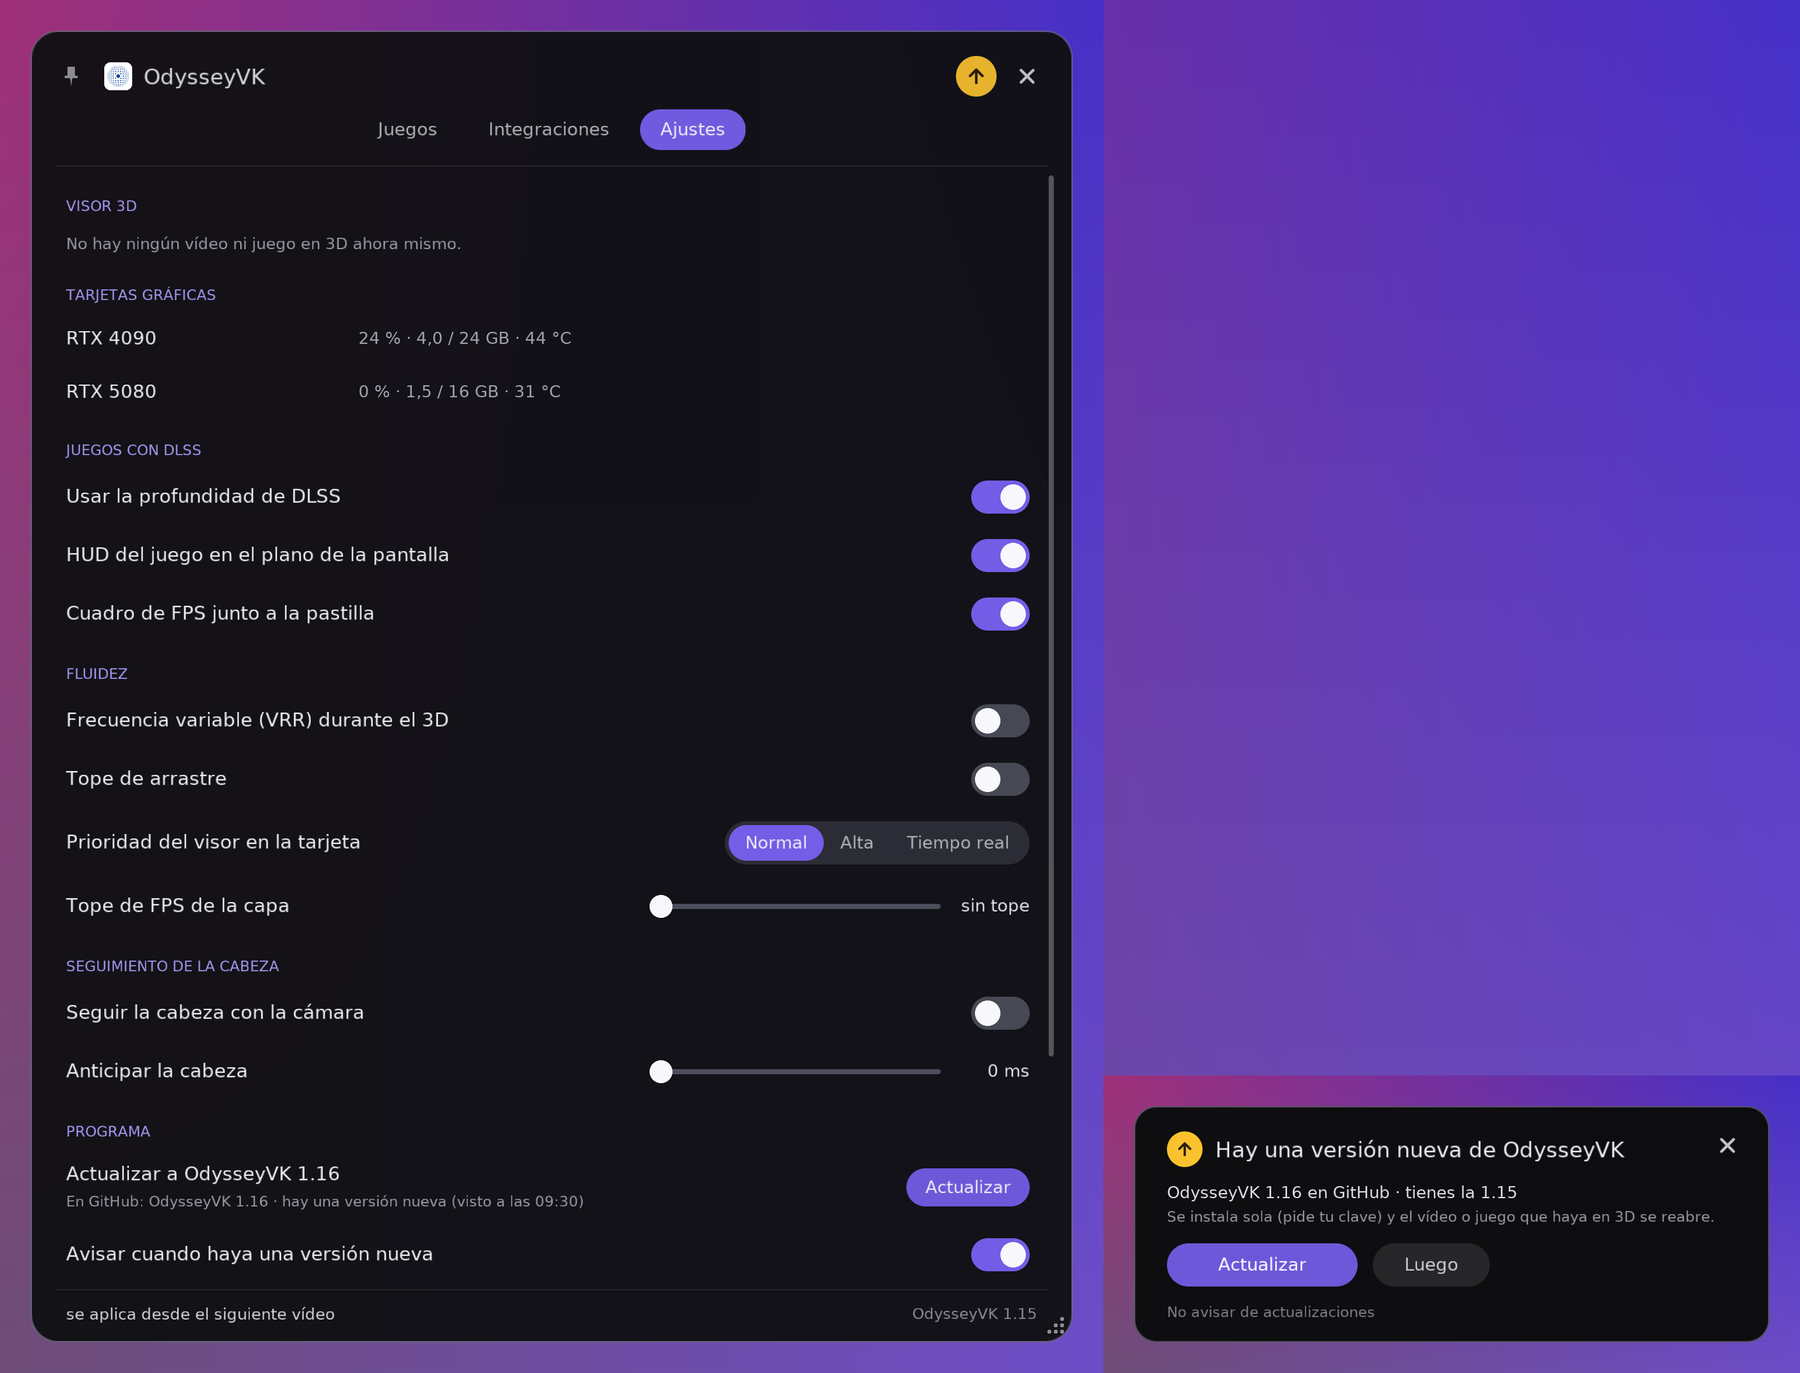 OdysseyVK
Juegos
Integraciones
Ajustes
VISOR 3D
No hay ningún vídeo ni juego en 3D ahora mismo.
TARJETAS GRÁFICAS
RTX 4090
24 % · 4,0 / 24 GB · 44 °C
RTX 5080
0 % · 1,5 / 16 GB · 31 °C
JUEGOS CON DLSS
Usar la profundidad de DLSS
HUD del juego en el plano de la pantalla
Cuadro de FPS junto a la pastilla
FLUIDEZ
Frecuencia variable (VRR) durante el 3D
Tope de arrastre
Prioridad del visor en la tarjeta
Normal
Alta
Tiempo real
Tope de FPS de la capa
sin tope
SEGUIMIENTO DE LA CABEZA
Seguir la cabeza con la cámara
Anticipar la cabeza
0 ms
PROGRAMA
Actualizar a OdysseyVK 1.16
En GitHub: OdysseyVK 1.16 · hay una versión nueva (visto a las 09:30)
Actualizar
Avisar cuando haya una versión nueva
se aplica desde el siguiente vídeo
OdysseyVK 1.15
Hay una versión nueva de OdysseyVK
OdysseyVK 1.16 en GitHub · tienes la 1.15
Se instala sola (pide tu clave) y el vídeo o juego que haya en 3D se reabre.
Actualizar
Luego
No avisar de actualizaciones